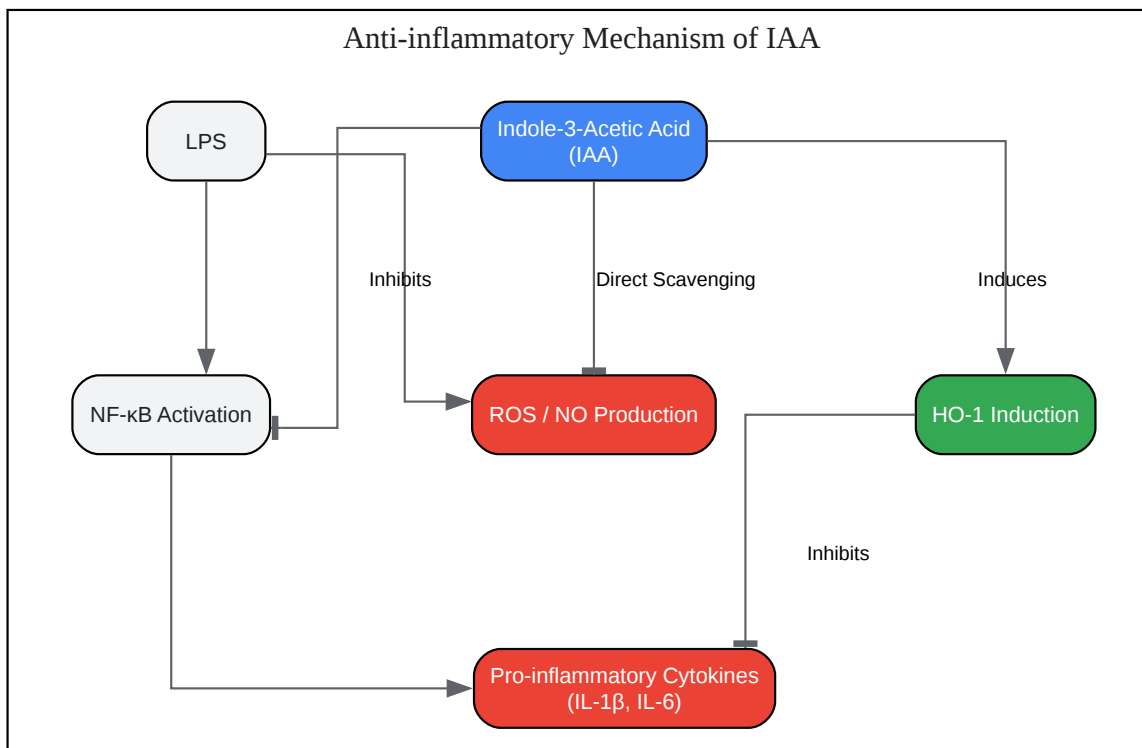 Anti-inflammatory Mechanism of IAA
LPS
Indole-3-Acetic Acid
(IAA)
Inhibits
Direct Scavenging
Induces
NF-κB Activation
ROS / NO Production
HO-1 Induction
Inhibits
Pro-inflammatory Cytokines
(IL-1β, IL-6)